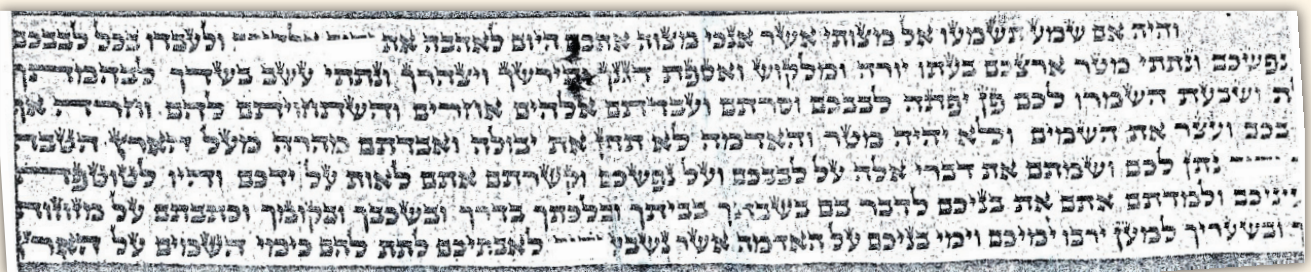 והיה אם שמע תשמעו אל מצותי אשר אנכי מצוה אתכם היום לאהבה את ולעבדו בכל לבבכם
נפשכם ונתתי מטר ארצכם בעתו יורה ומלקוש ואספת דגנך ותירשך ויצהרך ונתתי עשב בשדך לבהמתך
ושבעת השמרו לכם פן יפתה לבבכם וסרתם ועבדתם אלהים אחרים והשתחויתם להם וחרה אף
בכם ועצר את השמים ולא יהיה מטר והאדמה לא תתן את יבולה ואבדתם מהרה מעל הארץ הטבה
נתן לכם ושמתם את דברי אלה על לבבכם ועל נפשכם וקשרתם אתם לאות על ידכם והיו לטוטפת
עיניכם ולמדתם אתם את בניכם לדבר בם בשבתך בביתך ובלכתך בדרך ובשכבך ובקומך וכתבתם על מזוזות
ובשעריך למען ירבו ימיכם וימי בניכם על האדמה אשר נשבע לאבתיכם לתת להם כימי השמים על הארץ